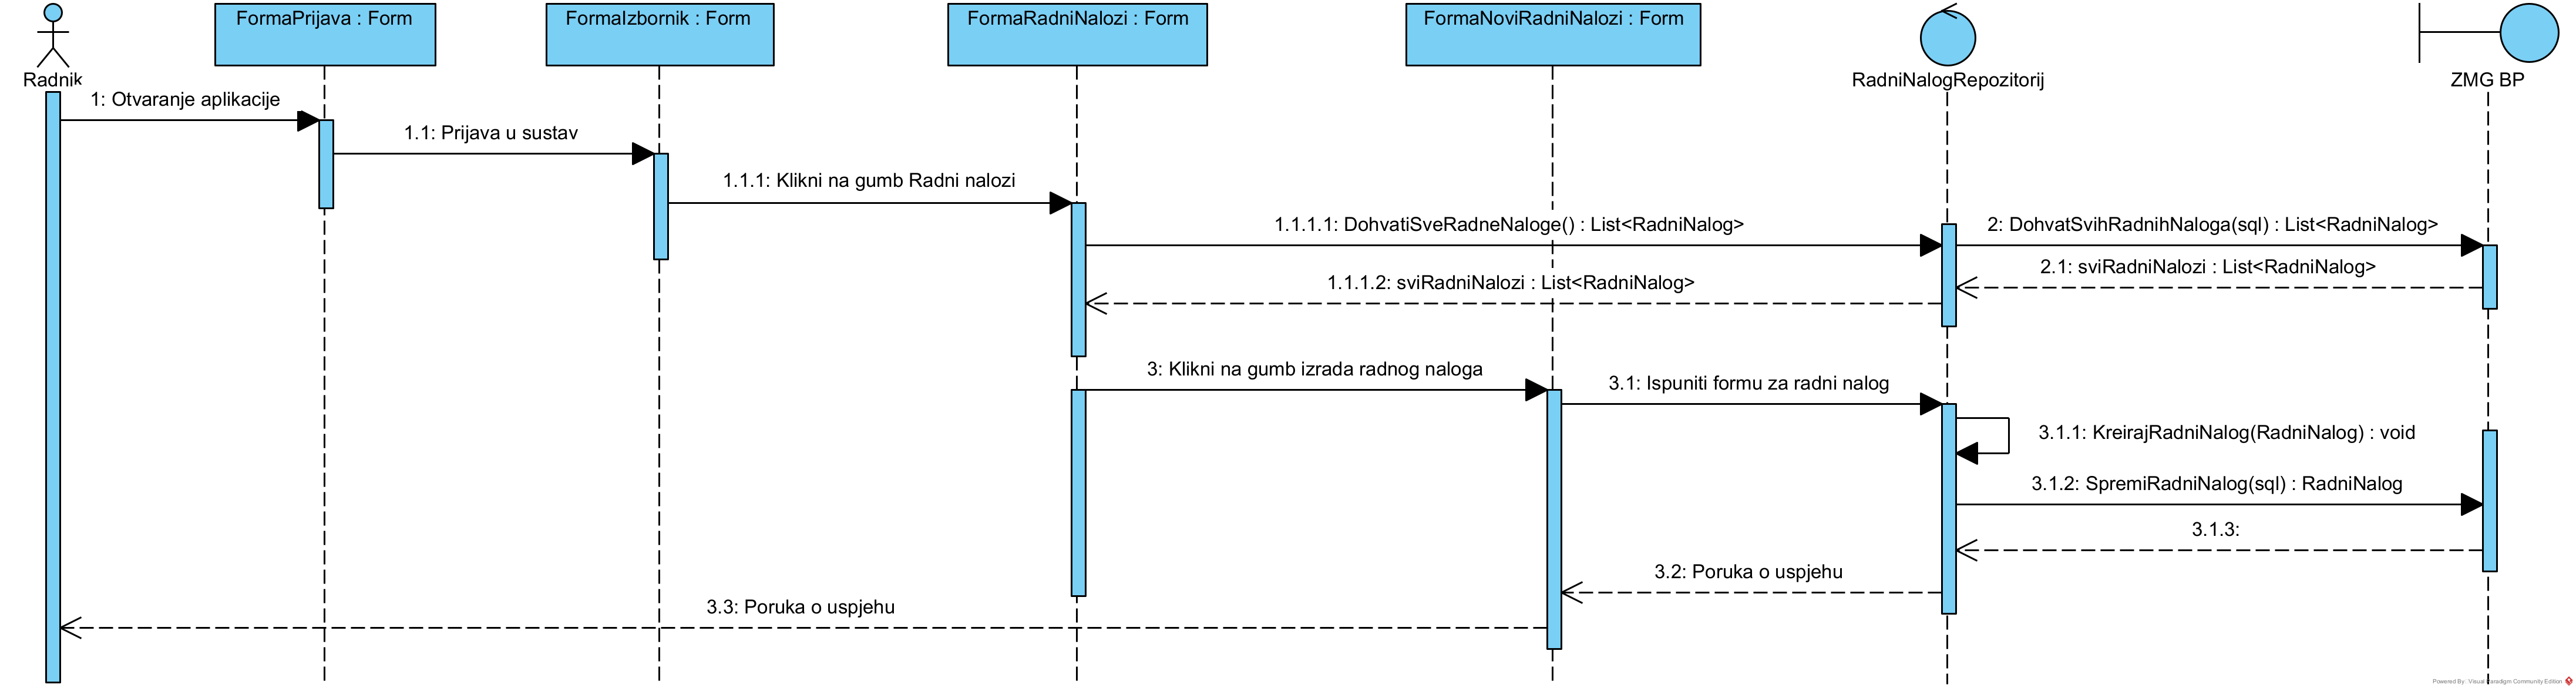 FormaPrijava : Form
FormaIzbornik : Form
FormaRadniNalozi : Form
FormaNoviRadniNalozi : Form
Radnik
RadniNalogRepozitorij
ZMG BP
1: Otvaranje aplikacije
1.1: Prijava u sustav
1.1.1: Klikni na gumb Radni nalozi
1.1.1.1: DohvatiSveRadneNaloge() : List<RadniNalog>
2: DohvatSvihRadnihNaloga(sql) : List<RadniNalog>
2.1: sviRadniNalozi : List<RadniNalog>
1.1.1.2: sviRadniNalozi : List<RadniNalog>
3: Klikni na gumb izrada radnog naloga
3.1: Ispuniti formu za radni nalog
3.1.1: KreirajRadniNalog(RadniNalog) : void
3.1.2: SpremiRadniNalog(sql) : RadniNalog
3.1.3:
3.2: Poruka o uspjehu
3.3: Poruka o uspjehu
Powered By: Visual Paradigm Community Edition